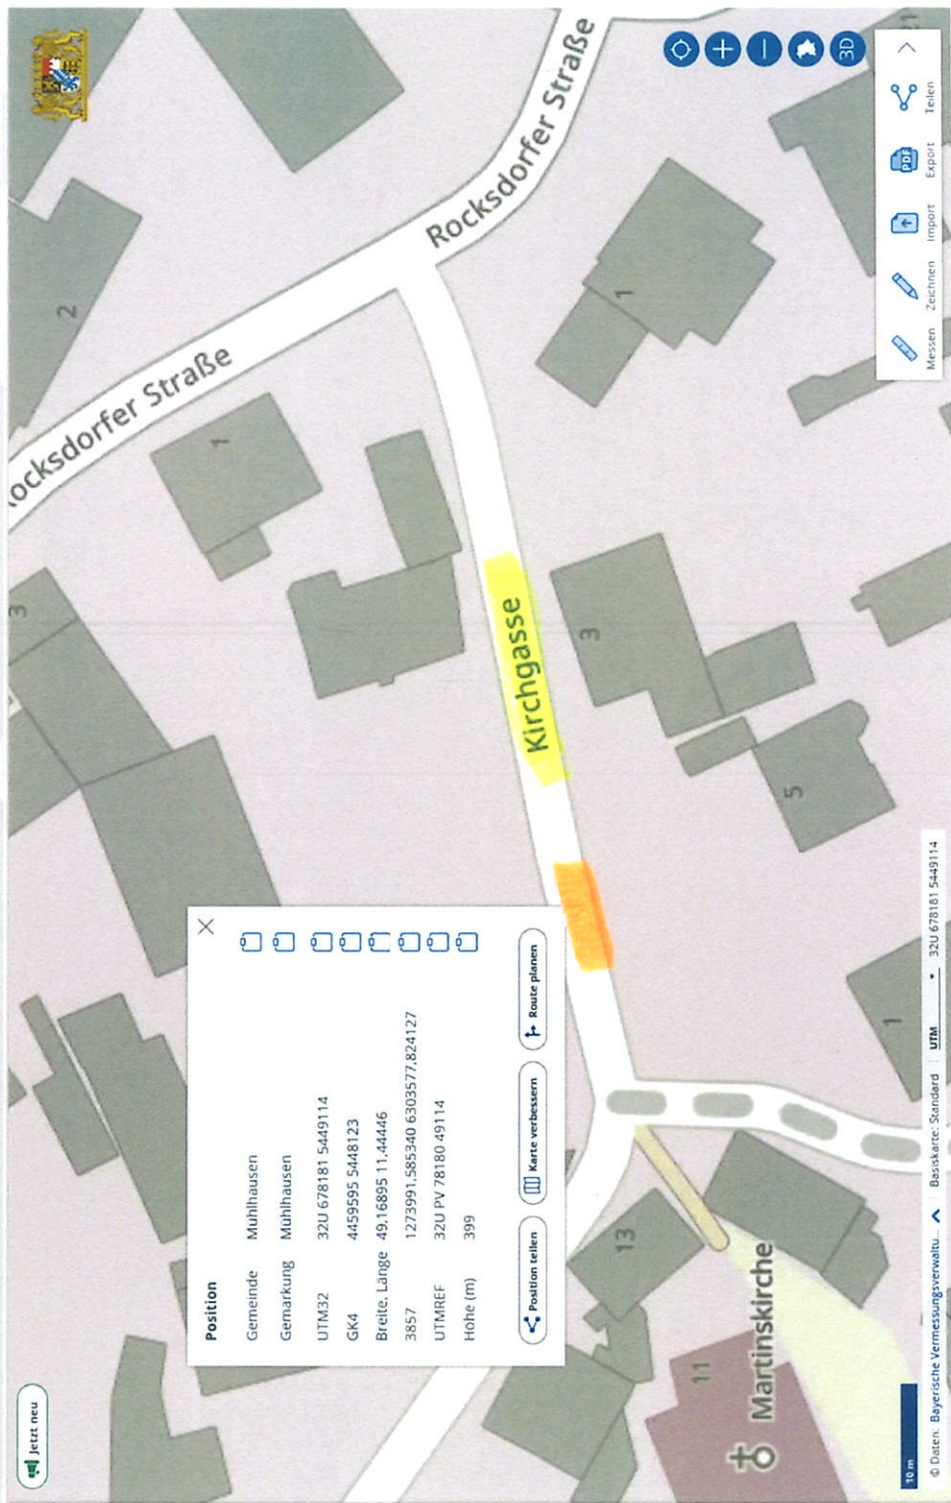 Jetzt neu
Rocksdorfer Straße
Rocksdorfer Straße
2
1
3
1
Kirchgasse
3
5
1
13
11
Martinskirche
Position
Gemeinde Mühlhausen
Gemarkung Mühlhausen
UTM32 32U 678181 5449114
GK4 4459595 5448123
Breite, Länge 49.16895 11.44446
3857 1273991.585340 6303577.824127
UTMREF 32U PV 78180 49114
Höhe (m) 399
Position teilen
Karte verbessern
Route planen
3D
21
Messen
Zeichnen
Import
PDF
Export
Teilen
10 m
© Daten: Bayerische Vermessungsverwaltu... Basiskarte: Standard UTM 32U 678181 5449114